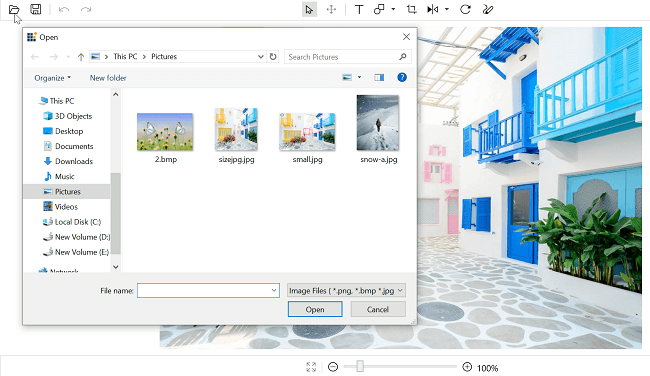 Open
This PC > Pictures
Search Pictures
Organize
New folder
This PC
3D Objects
Desktop
Documents
Downloads
Music
Pictures
Videos
Local Disk (C:)
New Volume (D:)
New Volume (E:)
Network
2.bmp
sizejpg.jpg
small.jpg
snow-a.jpg
File name:
Image Files ( *.png, *.bmp *.jpg
Open
Cancel
100%